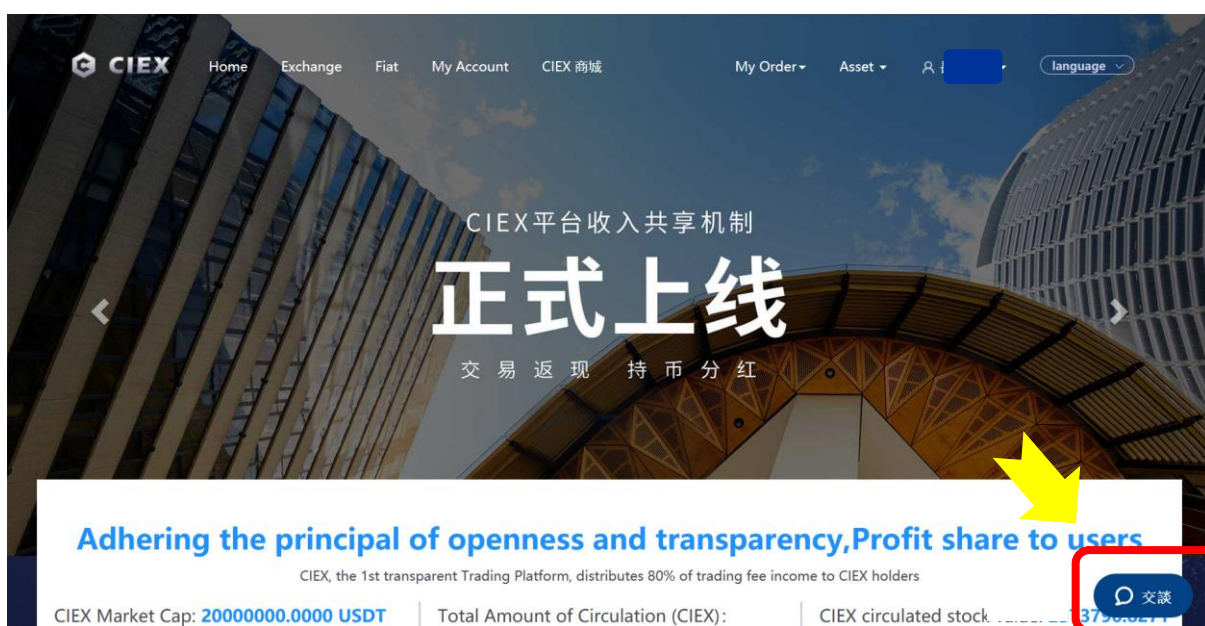 CIEX Home Exchange Fiat My Account CIEX 商城 My Order Asset language
CIEX平台收入共享机制
正式上线
交易返现 持币分红
Adhering the principal of openness and transparency,Profit share to users
CIEX, the 1st transparent Trading Platform, distributes 80% of trading fee income to CIEX holders
CIEX Market Cap: 20000000.0000 USDT Total Amount of Circulation (CIEX): CIEX circulated stock
交談